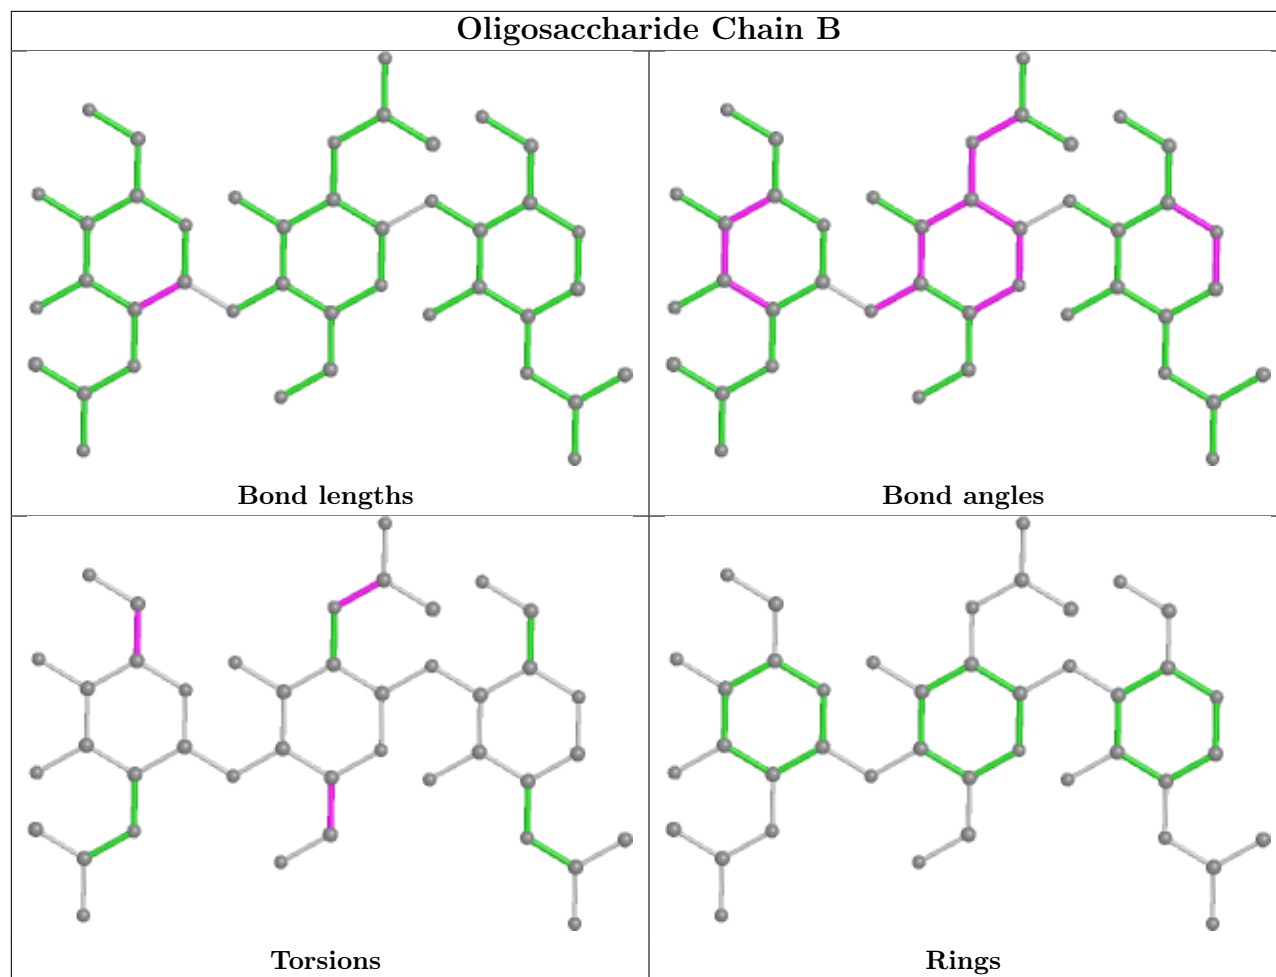 Oligosaccharide Chain B
Bond lengths
Bond angles
Torsions
Rings